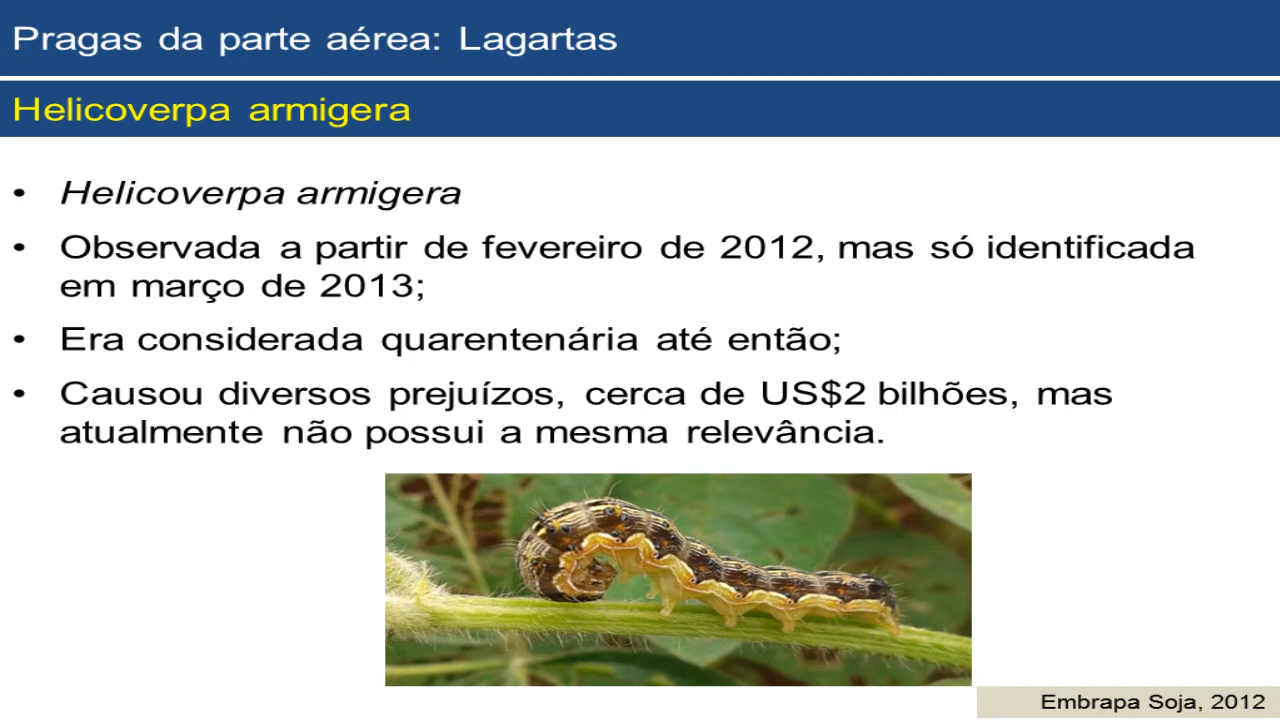 Pragas da parte aérea: Lagartas
Helicoverpa armigera
• Helicoverpa armigera
• Observada a partir de fevereiro de 2012, mas só identificada
em março de 2013;
• Era considerada quarentenária até então;
• Causou diversos prejuízos, cerca de US$2 bilhões, mas
atualmente não possui a mesma relevância.
Embrapa Soja, 2012